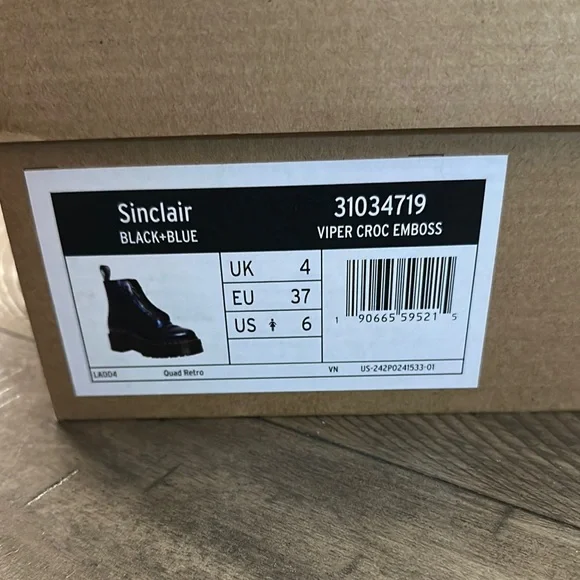 Sinclair
BLACK+BLUE
31034719
VIPER CROC EMBOSS
UK 4
EU 37
US 6
1 90665 59521 5
LA004 Quad Retro VN US-242P0241533-01